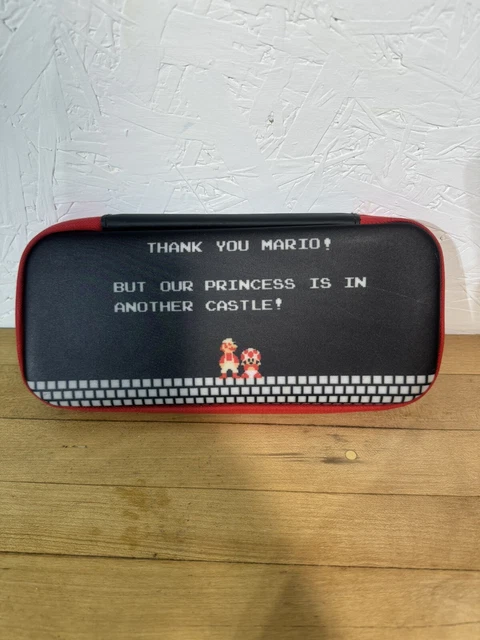 THANK YOU MARIO!
BUT OUR PRINCESS IS IN
ANOTHER CASTLE!